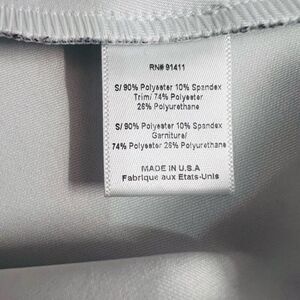 RN# 91411
S/ 90% Polyester 10% Spandex
Trim/ 74% Polyester
26% Polyurethane
S/ 90% Polyester 10% Spandex
Garniture/
74% Polyester 26% Polyurethane
MADE IN U.S.A
Fabrique aux Etats-Unis